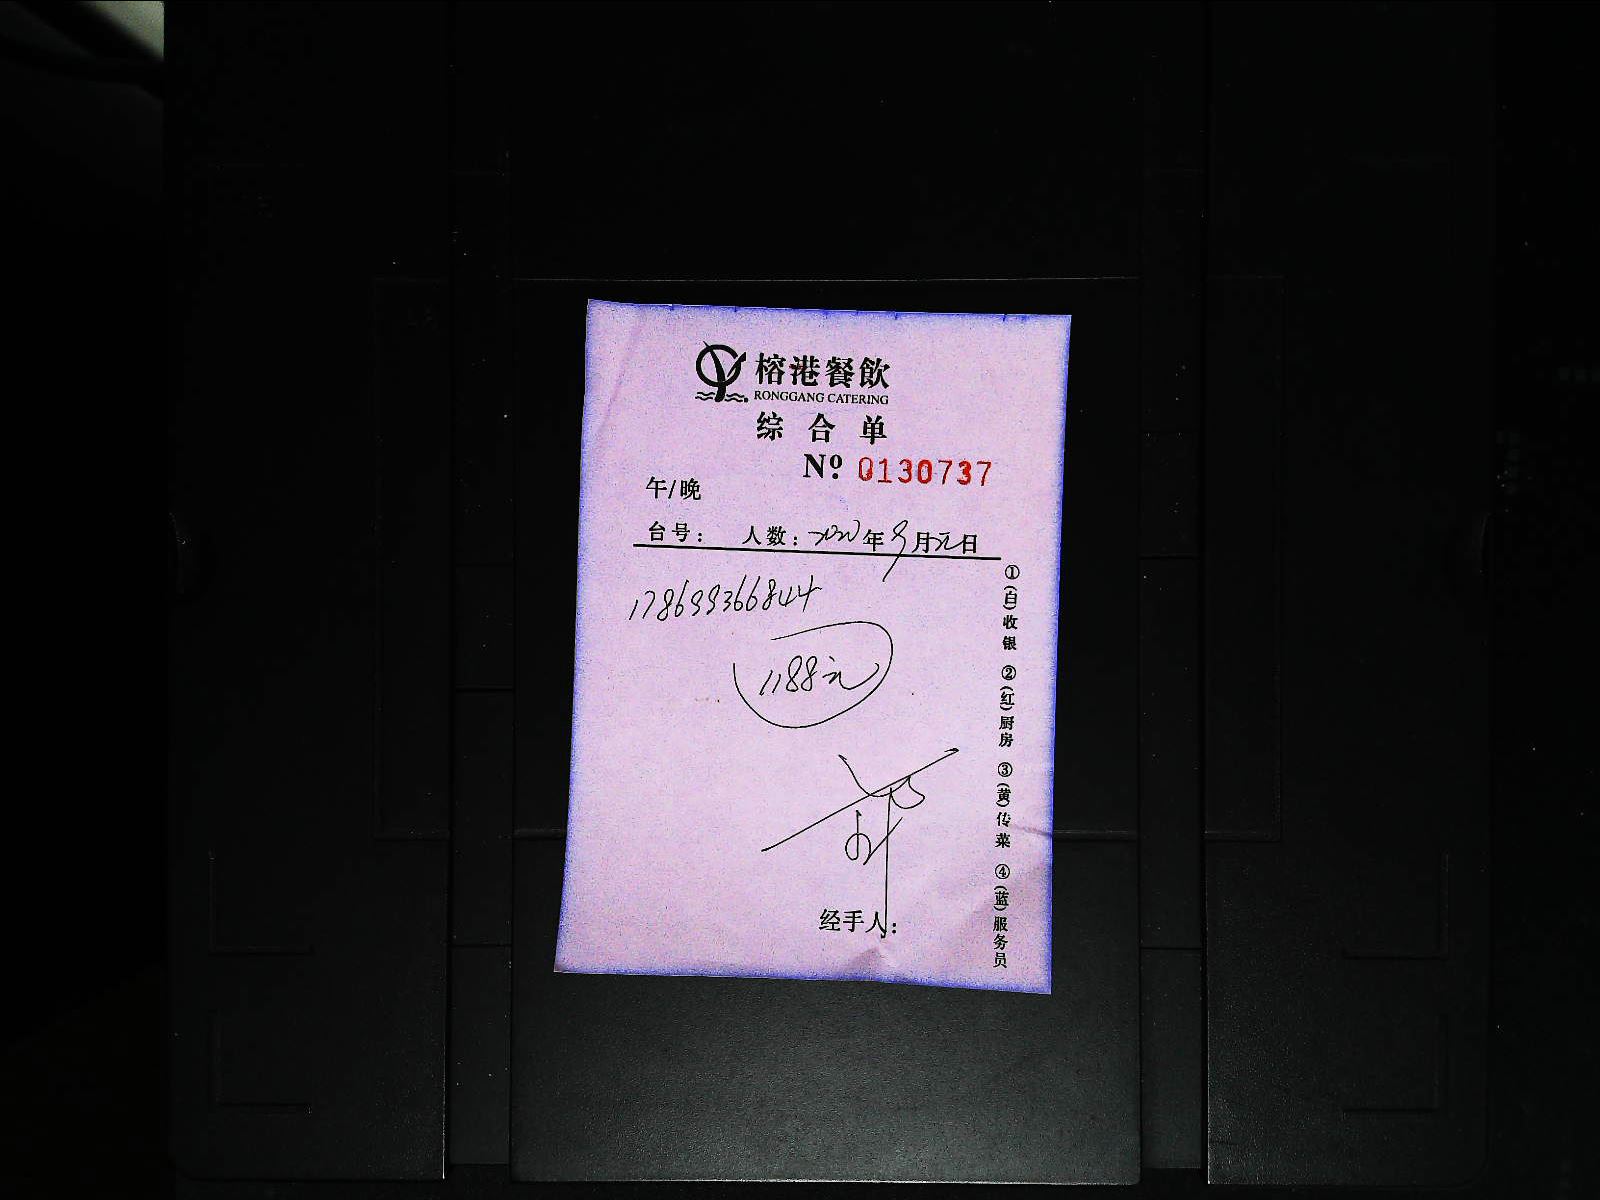 榕港餐飲
RONGGANG CATERING
综合单
Nº 0130737
午/晚
台号： 人数： 年9月 日
178699366844
1188元
经手人：
①(白)收银 ②(红)厨房 ③(黄)传菜 ④(蓝)服务员